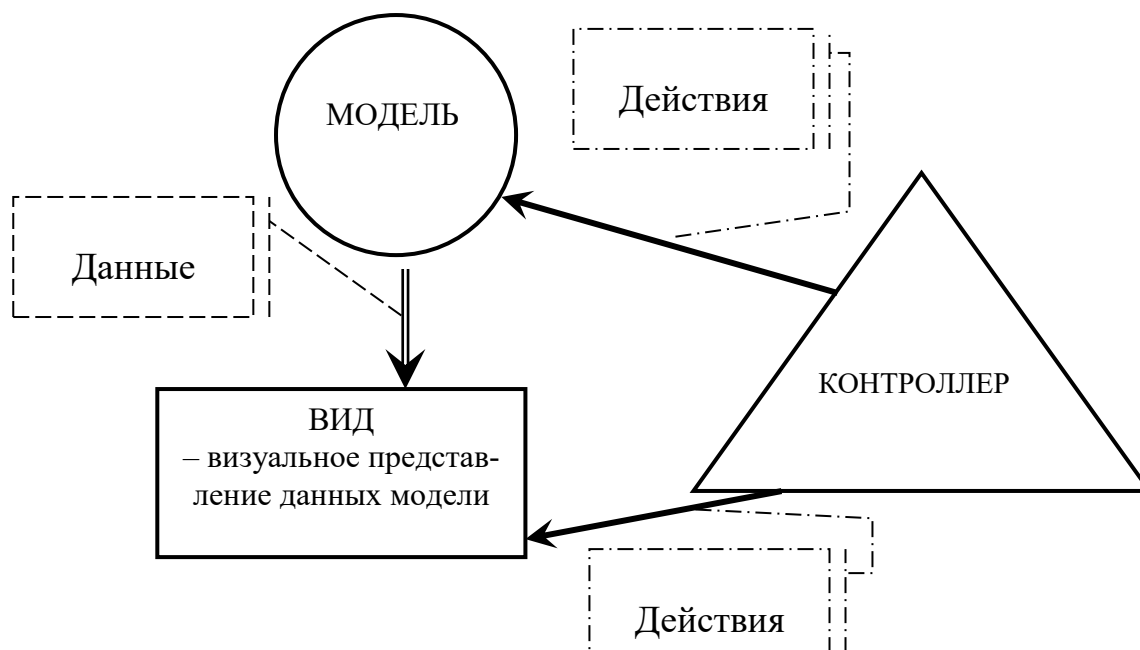 МОДЕЛЬ
Действия
Данные
КОНТРОЛЛЕР
ВИД
– визуальное представ-
ление данных модели
Действия